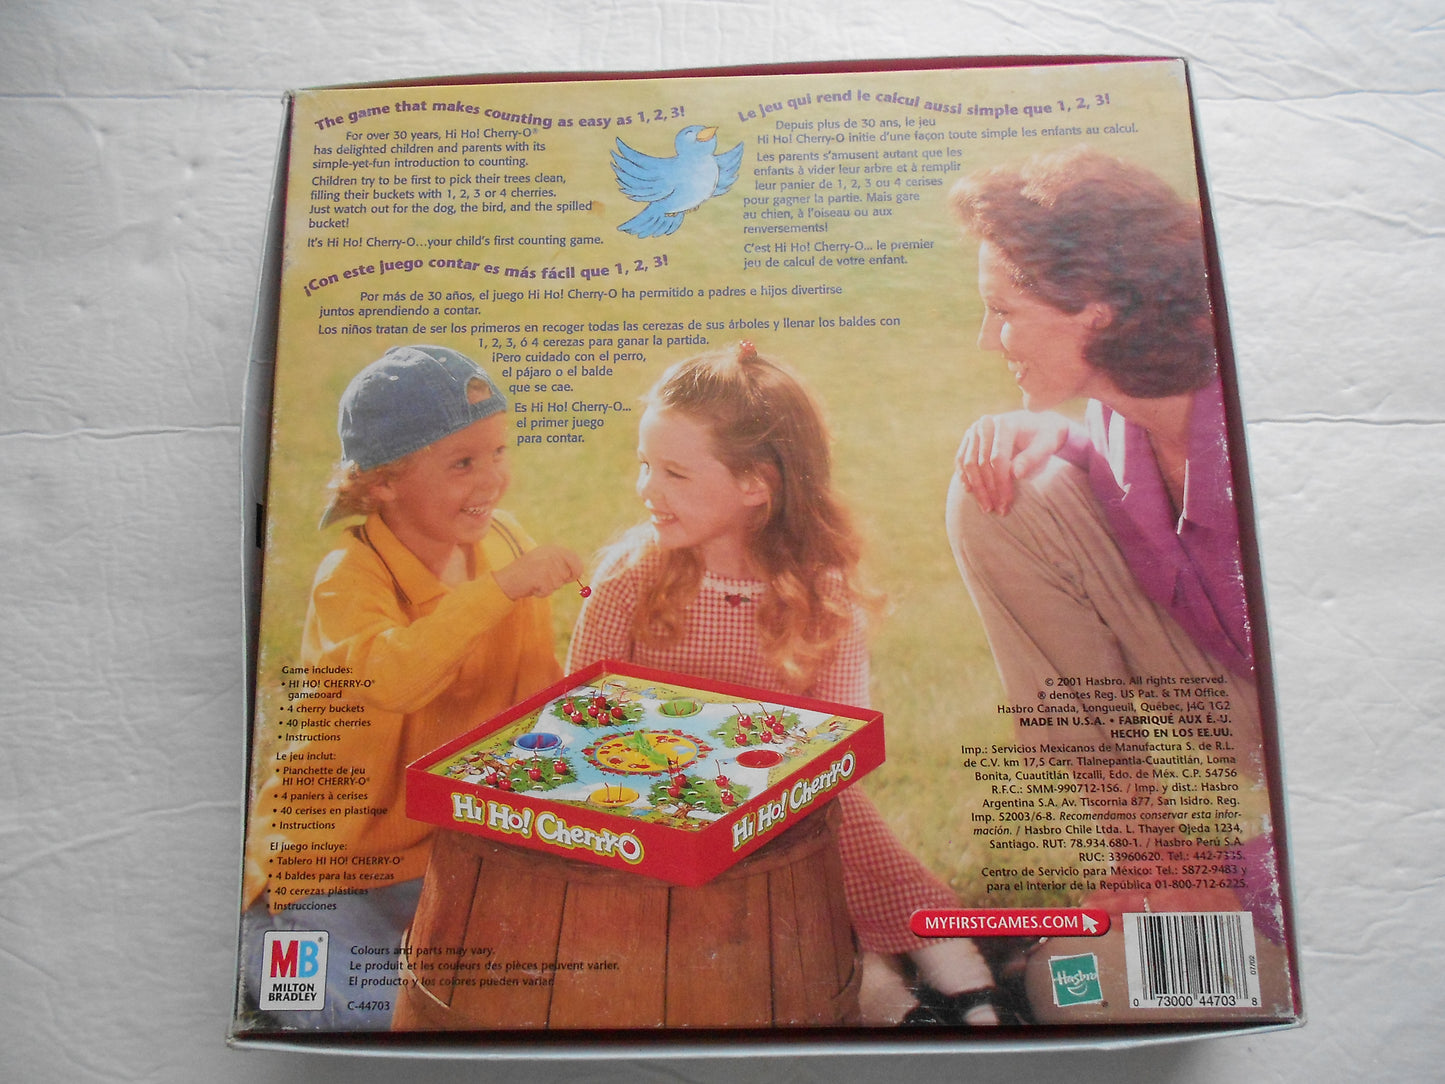 The game that makes counting as easy as 1, 2, 3!
For over 30 years, Hi Ho! Cherry-O®
has delighted children and parents with its
simple-yet-fun introduction to counting.
Children try to be first to pick their trees clean,
filling their buckets with 1, 2, 3 or 4 cherries.
Just watch out for the dog, the bird, and the spilled
bucket!
It's Hi Ho! Cherry-O...your child's first counting game.
Le jeu qui rend le calcul aussi simple que 1, 2, 3!
Depuis plus de 30 ans, le jeu
Hi Ho! Cherry-O initie d'une façon toute simple les enfants au calcul.
Les parents s'amusent autant que les
enfants à vider leur arbre et à remplir
leur panier de 1, 2, 3 ou 4 cerises
pour gagner la partie. Mais gare
au chien, à l'oiseau ou aux
renversements!
C'est Hi Ho! Cherry-O... le premier
jeu de calcul de votre enfant.
¡Con este juego contar es más fácil que 1, 2, 3!
Por más de 30 años, el juego Hi Ho! Cherry-O ha permitido a padres e hijos divertirse
juntos aprendiendo a contar.
Los niños tratan de ser los primeros en recoger todas las cerezas de sus árboles y llenar los baldes con
1, 2, 3, ó 4 cerezas para ganar la partida.
¡Pero cuidado con el perro,
el pájaro o el balde
que se cae.
Es Hi Ho! Cherry-O...
el primer juego
para contar.
Game includes:
• HI HO! CHERRY-O®
gameboard
• 4 cherry buckets
• 40 plastic cherries
• Instructions
Le jeu inclut:
• Planchette de jeu
HI HO! CHERRY-O®
• 4 paniers à cerises
• 40 cerises en plastique
• Instructions
El juego incluye:
• Tablero HI HO! CHERRY-O®
• 4 baldes para las cerezas
• 40 cerezas plásticas
• Instrucciones
Hi Ho! Cherry-O
Hi Ho! Cherry-O
© 2001 Hasbro. All rights reserved.
® denotes Reg. US Pat. & TM Office.
Hasbro Canada, Longueuil, Québec, J4G 1G2
MADE IN U.S.A. • FABRIQUÉ AUX É.-U.
HECHO EN LOS EE.UU.
Imp.: Servicios Mexicanos de Manufactura S. de R.L.
de C.V. km 17,5 Carr. Tlalnepantla-Cuautitlán, Loma
Bonita, Cuautitlán Izcalli, Edo. de Méx. C.P. 54756
R.F.C.: SMM-990712-156. / Imp. y dist.: Hasbro
Argentina S.A. Av. Tiscornia 877, San Isidro. Reg.
Imp. 52003/6-8. Recomendamos conservar esta infor-
mación. / Hasbro Chile Ltda. L. Thayer Ojeda 1234,
Santiago. RUT: 78.934.680-1. / Hasbro Perú S.A.
RUC: 33960620. Tel.: 442-7335.
Centro de Servicio para México: Tel.: 5872-9483 y
para el Interior de la República 01-800-712-6225.
MYFIRSTGAMES.COM
MB®
MILTON
BRADLEY
Colours and parts may vary.
Le produit et les couleurs des pièces peuvent varier.
El producto y los colores pueden variar.
C-44703
Hasbro®
0 73000 44703 8
07/02